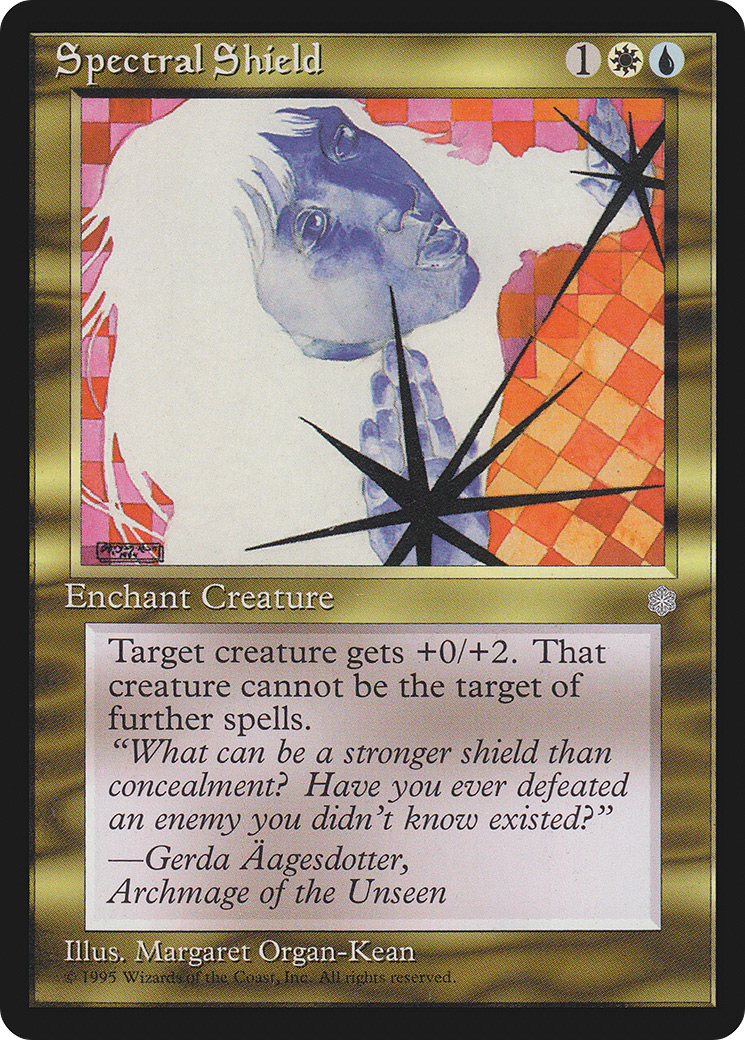 Spectral Shield
1
Enchant Creature
Target creature gets +0/+2. That
creature cannot be the target of
further spells.
“What can be a stronger shield than
concealment? Have you ever defeated
an enemy you didn’t know existed?”
—Gerda Äagesdotter,
Archmage of the Unseen
Illus. Margaret Organ-Kean
© 1995 Wizards of the Coast, Inc. All rights reserved.